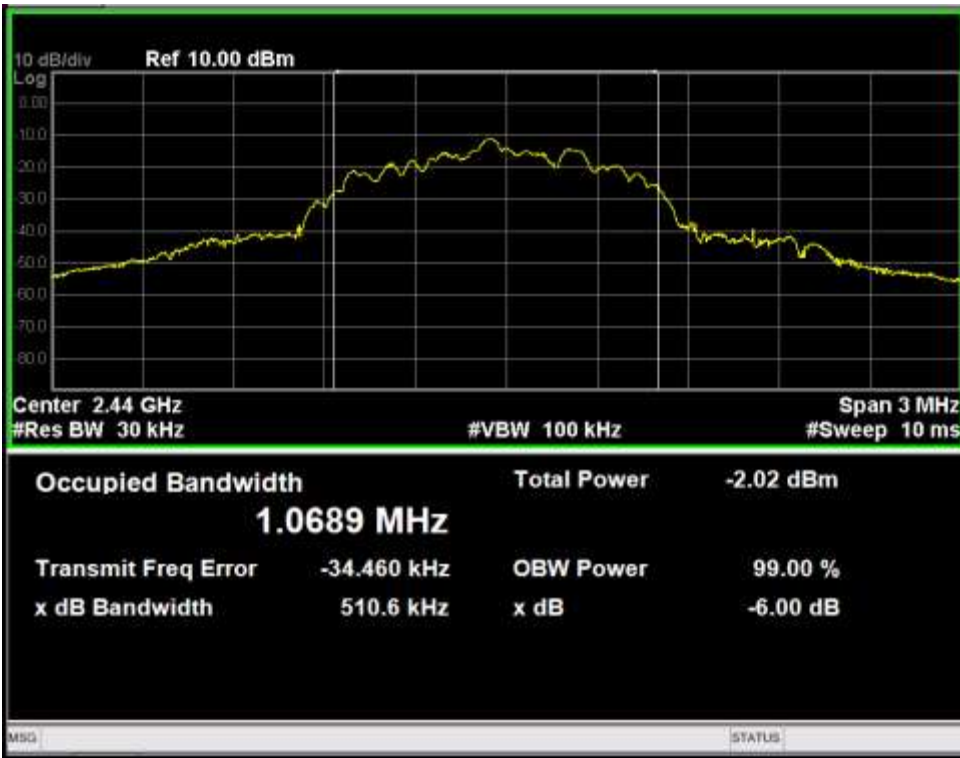 10 dB/div Ref 10.00 dBm
Log
0.00
-10.0
-20.0
-30.0
-40.0
-50.0
-60.0
-70.0
-80.0
Center 2.44 GHz Span 3 MHz
#Res BW 30 kHz #VBW 100 kHz #Sweep 10 ms
Occupied Bandwidth Total Power -2.02 dBm
1.0689 MHz
Transmit Freq Error -34.460 kHz OBW Power 99.00 %
x dB Bandwidth 510.6 kHz x dB -6.00 dB
MSG STATUS